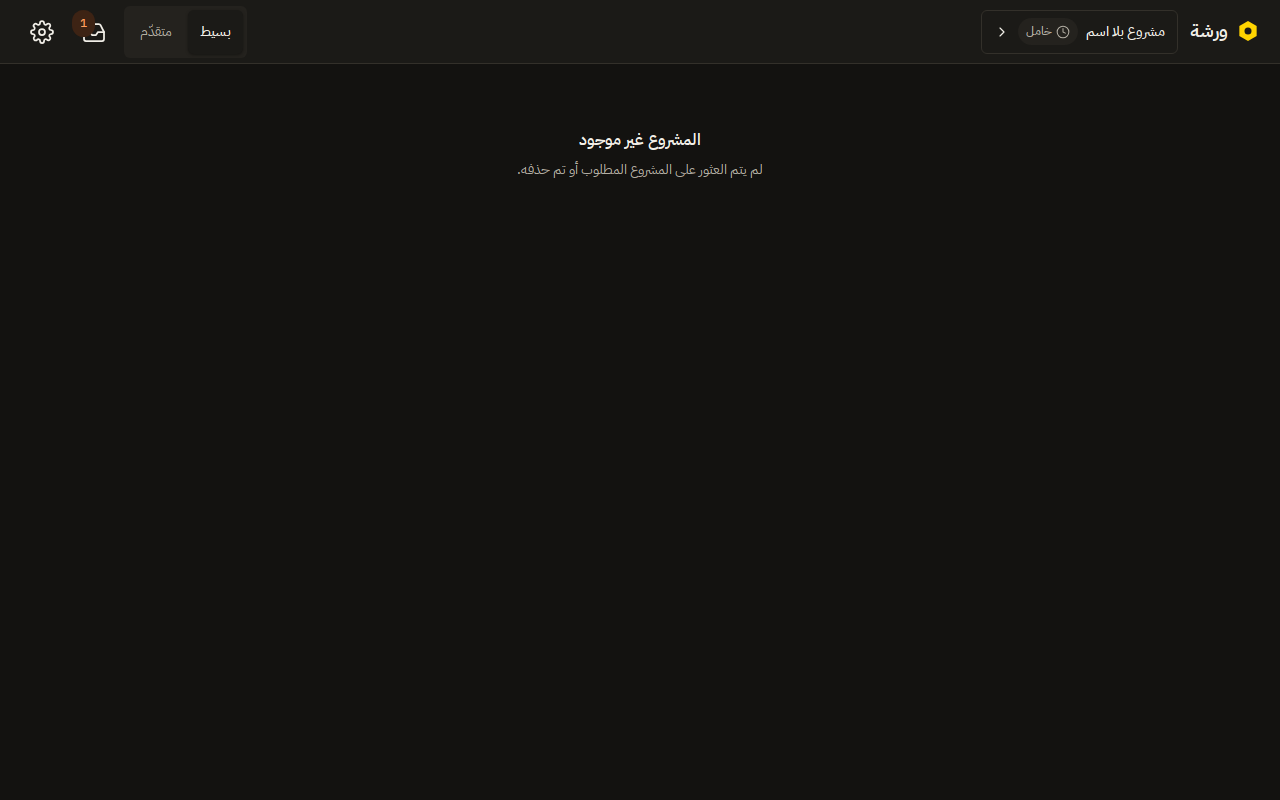 ورشة
مشروع بلا اسم
خامل
بسيط
متقدّم
1
المشروع غير موجود
لم يتم العثور على المشروع المطلوب أو تم حذفه.